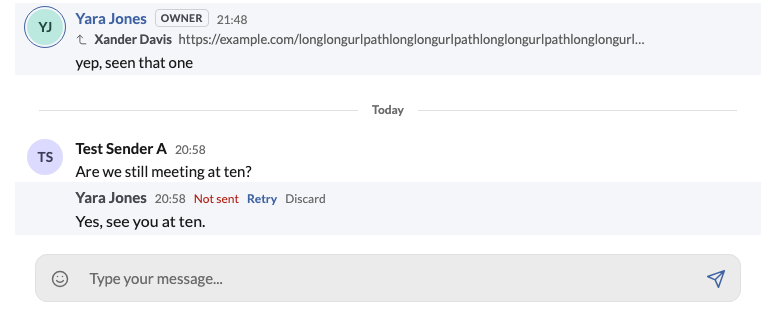 YJ
Yara Jones OWNER 21:48
Xander Davis https://example.com/longlongurlpathlonglongurlpathlonglongurlpathlonglongurl...
yep, seen that one
Today
TS
Test Sender A 20:58
Are we still meeting at ten?
Yara Jones 20:58 Not sent Retry Discard
Yes, see you at ten.
Type your message...